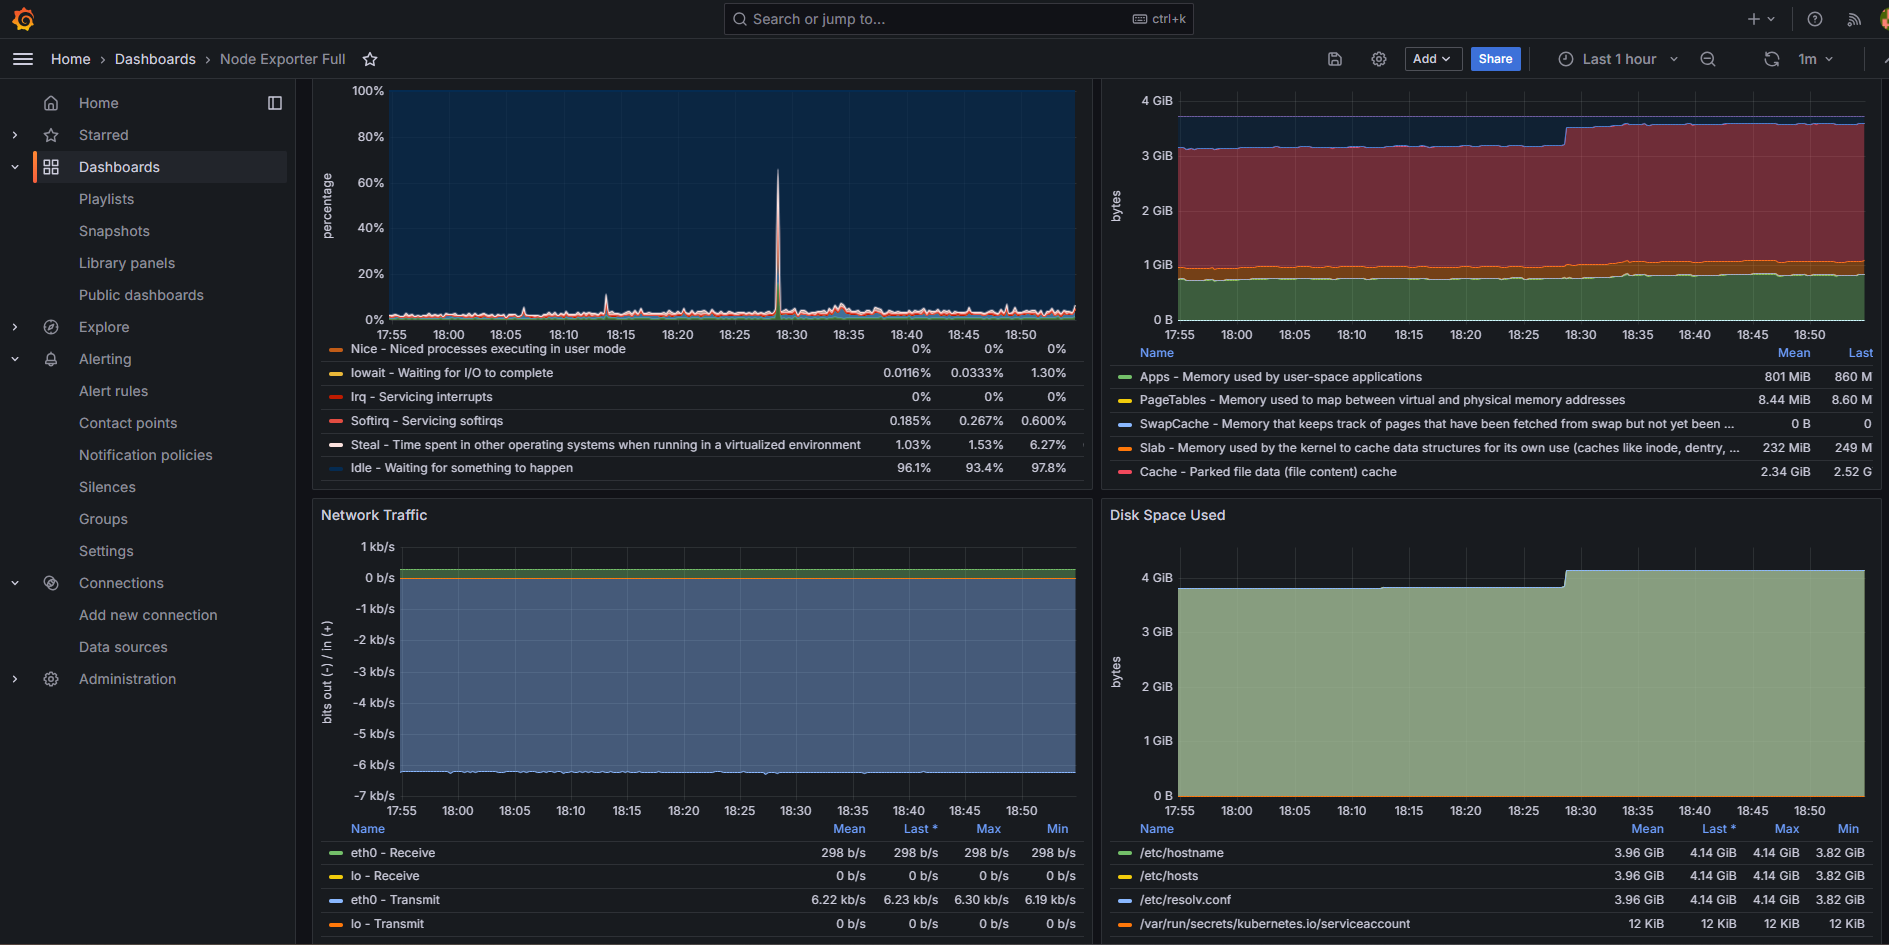 Search or jump to...
ctrl+k
Home › Dashboards › Node Exporter Full
Add
Share
Last 1 hour
1m
Home
Starred
Dashboards
Playlists
Snapshots
Library panels
Public dashboards
Explore
Alerting
Alert rules
Contact points
Notification policies
Silences
Groups
Settings
Connections
Add new connection
Data sources
Administration
percentage
100%
80%
60%
40%
20%
0%
17:55 18:00 18:05 18:10 18:15 18:20 18:25 18:30 18:35 18:40 18:45 18:50
Nice - Niced processes executing in user mode 0% 0% 0%
Iowait - Waiting for I/O to complete 0.0116% 0.0333% 1.30%
Irq - Servicing interrupts 0% 0% 0%
Softirq - Servicing softirqs 0.185% 0.267% 0.600%
Steal - Time spent in other operating systems when running in a virtualized environment 1.03% 1.53% 6.27%
Idle - Waiting for something to happen 96.1% 93.4% 97.8%
bytes
4 GiB
3 GiB
2 GiB
1 GiB
0 B
17:55 18:00 18:05 18:10 18:15 18:20 18:25 18:30 18:35 18:40 18:45 18:50
Name Mean Last
Apps - Memory used by user-space applications 801 MiB 860 M
PageTables - Memory used to map between virtual and physical memory addresses 8.44 MiB 8.60 M
SwapCache - Memory that keeps track of pages that have been fetched from swap but not yet been ... 0 B 0
Slab - Memory used by the kernel to cache data structures for its own use (caches like inode, dentry, ... 232 MiB 249 M
Cache - Parked file data (file content) cache 2.34 GiB 2.52 G
Network Traffic
bits out (-) / in (+)
1 kb/s
0 b/s
-1 kb/s
-2 kb/s
-3 kb/s
-4 kb/s
-5 kb/s
-6 kb/s
-7 kb/s
17:55 18:00 18:05 18:10 18:15 18:20 18:25 18:30 18:35 18:40 18:45 18:50
Name Mean Last * Max Min
eth0 - Receive 298 b/s 298 b/s 298 b/s 298 b/s
lo - Receive 0 b/s 0 b/s 0 b/s 0 b/s
eth0 - Transmit 6.22 kb/s 6.23 kb/s 6.30 kb/s 6.19 kb/s
lo - Transmit 0 b/s 0 b/s 0 b/s 0 b/s
Disk Space Used
bytes
4 GiB
3 GiB
2 GiB
1 GiB
0 B
17:55 18:00 18:05 18:10 18:15 18:20 18:25 18:30 18:35 18:40 18:45 18:50
Name Mean Last * Max Min
/etc/hostname 3.96 GiB 4.14 GiB 4.14 GiB 3.82 GiB
/etc/hosts 3.96 GiB 4.14 GiB 4.14 GiB 3.82 GiB
/etc/resolv.conf 3.96 GiB 4.14 GiB 4.14 GiB 3.82 GiB
/var/run/secrets/kubernetes.io/serviceaccount 12 KiB 12 KiB 12 KiB 12 KiB